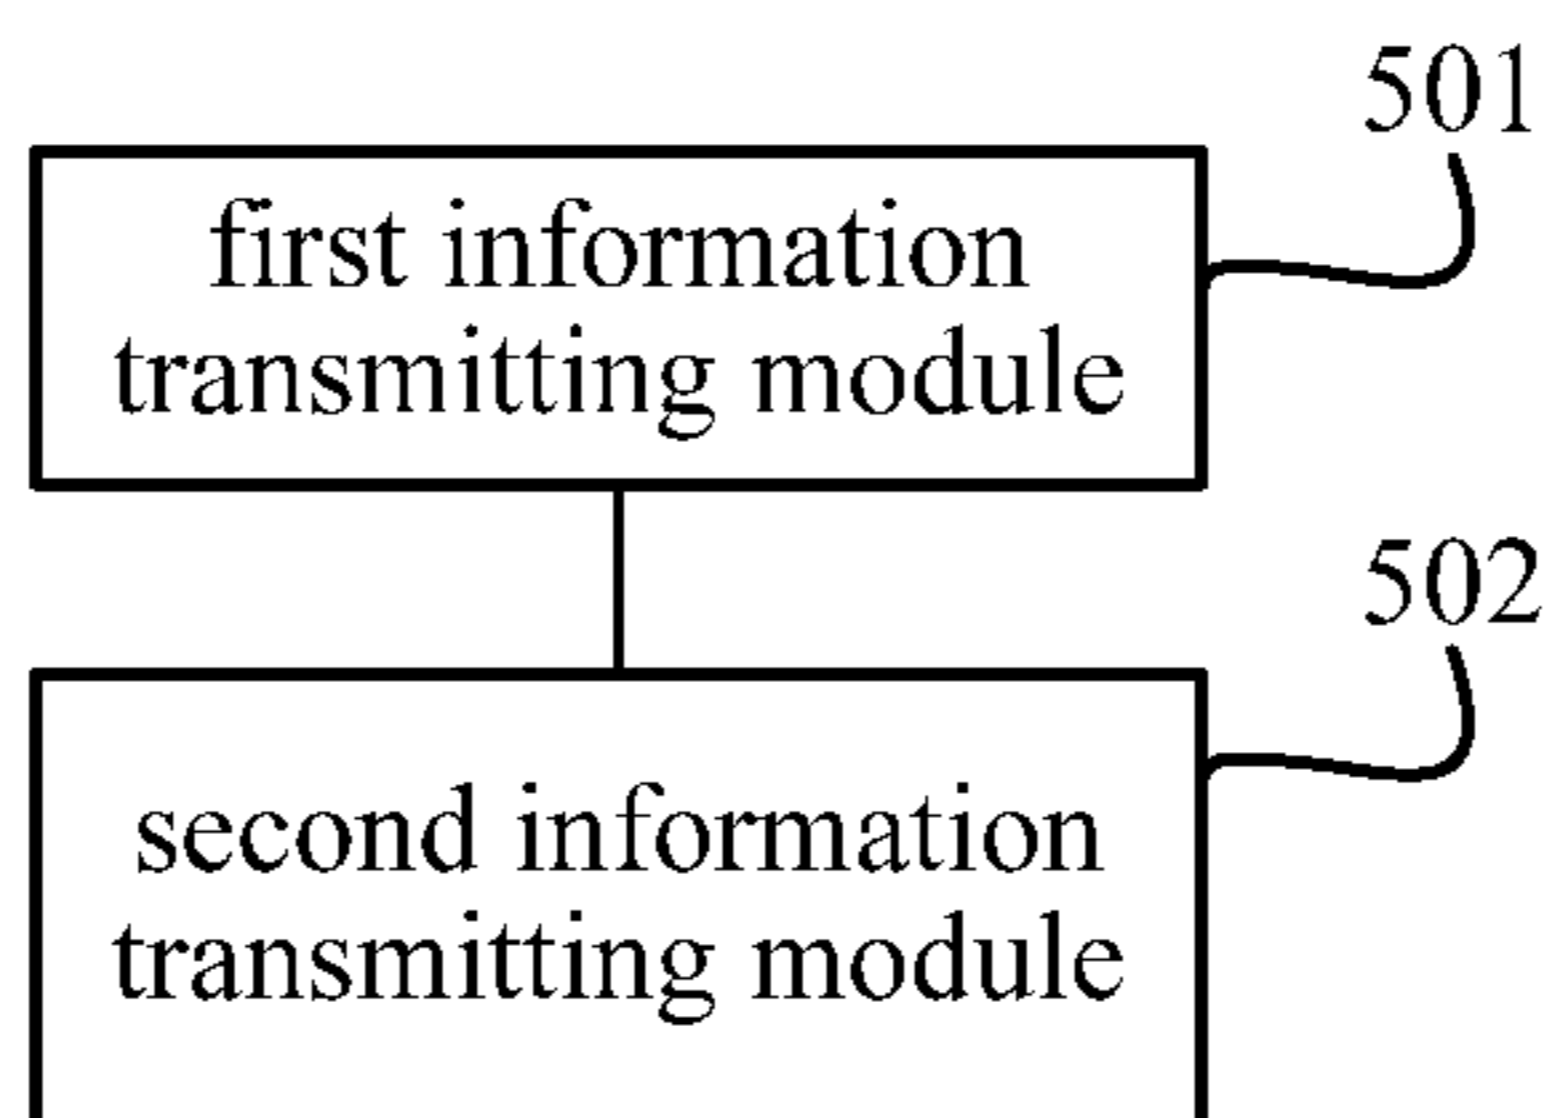 501
first information
transmitting module
502
second information
transmitting module